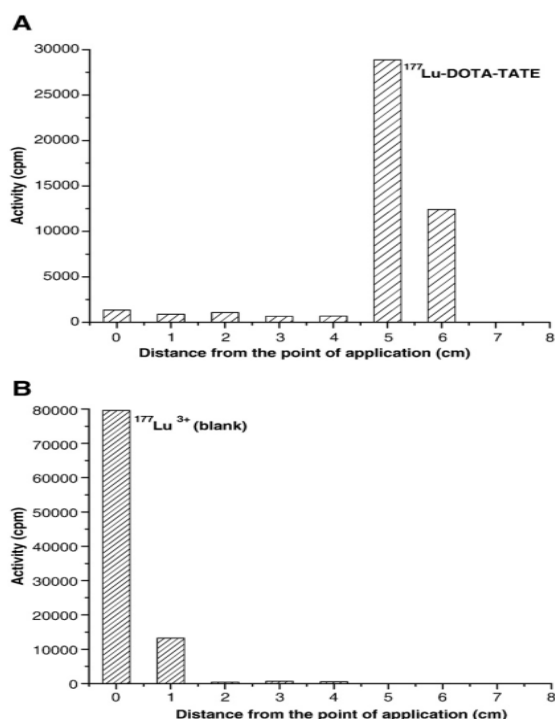 A
30000
25000
20000
15000
10000
5000
0
Activity (cpm)
177Lu-DOTA-TATE
0 1 2 3 4 5 6 7 8
Distance from the point of application (cm)
B
80000
70000
60000
50000
40000
30000
20000
10000
0
Activity (cpm)
177Lu 3+ (blank)
0 1 2 3 4 5 6 7 8
Distance from the point of application (cm)